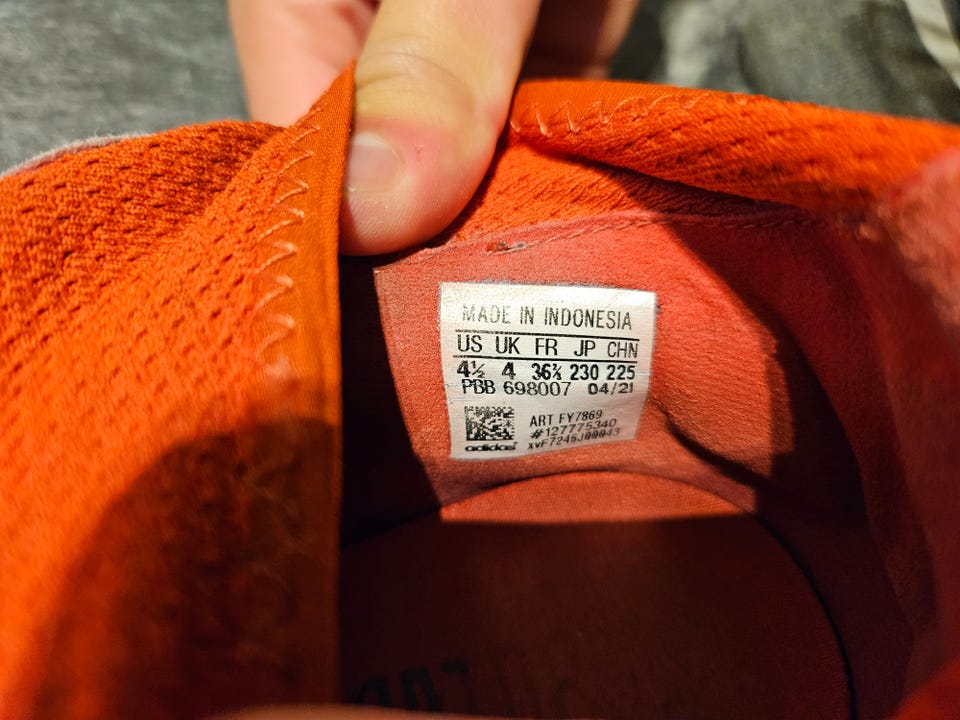 MADE IN INDONESIA
US UK FR JP CHN
4½ 4 36⅔ 230 225
PBB 698007 04/21
ART FY7869
#127775340
adidas